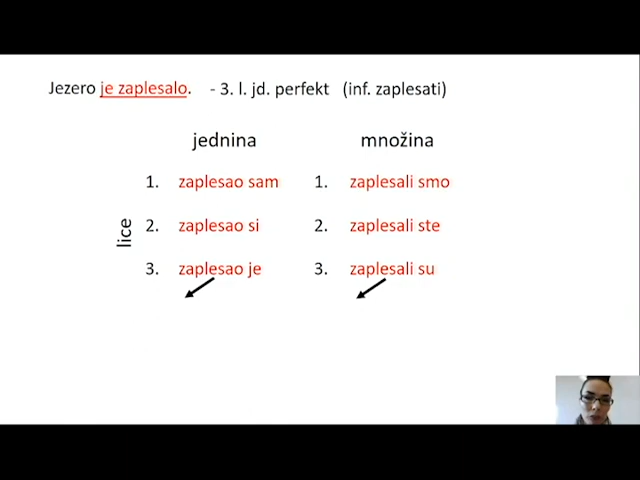 Jezero je zaplesalo. - 3. l. jd. perfekt (inf. zaplesati)
jednina množina
1. zaplesao sam 1. zaplesali smo
lice
2. zaplesao si 2. zaplesali ste
3. zaplesao je 3. zaplesali su